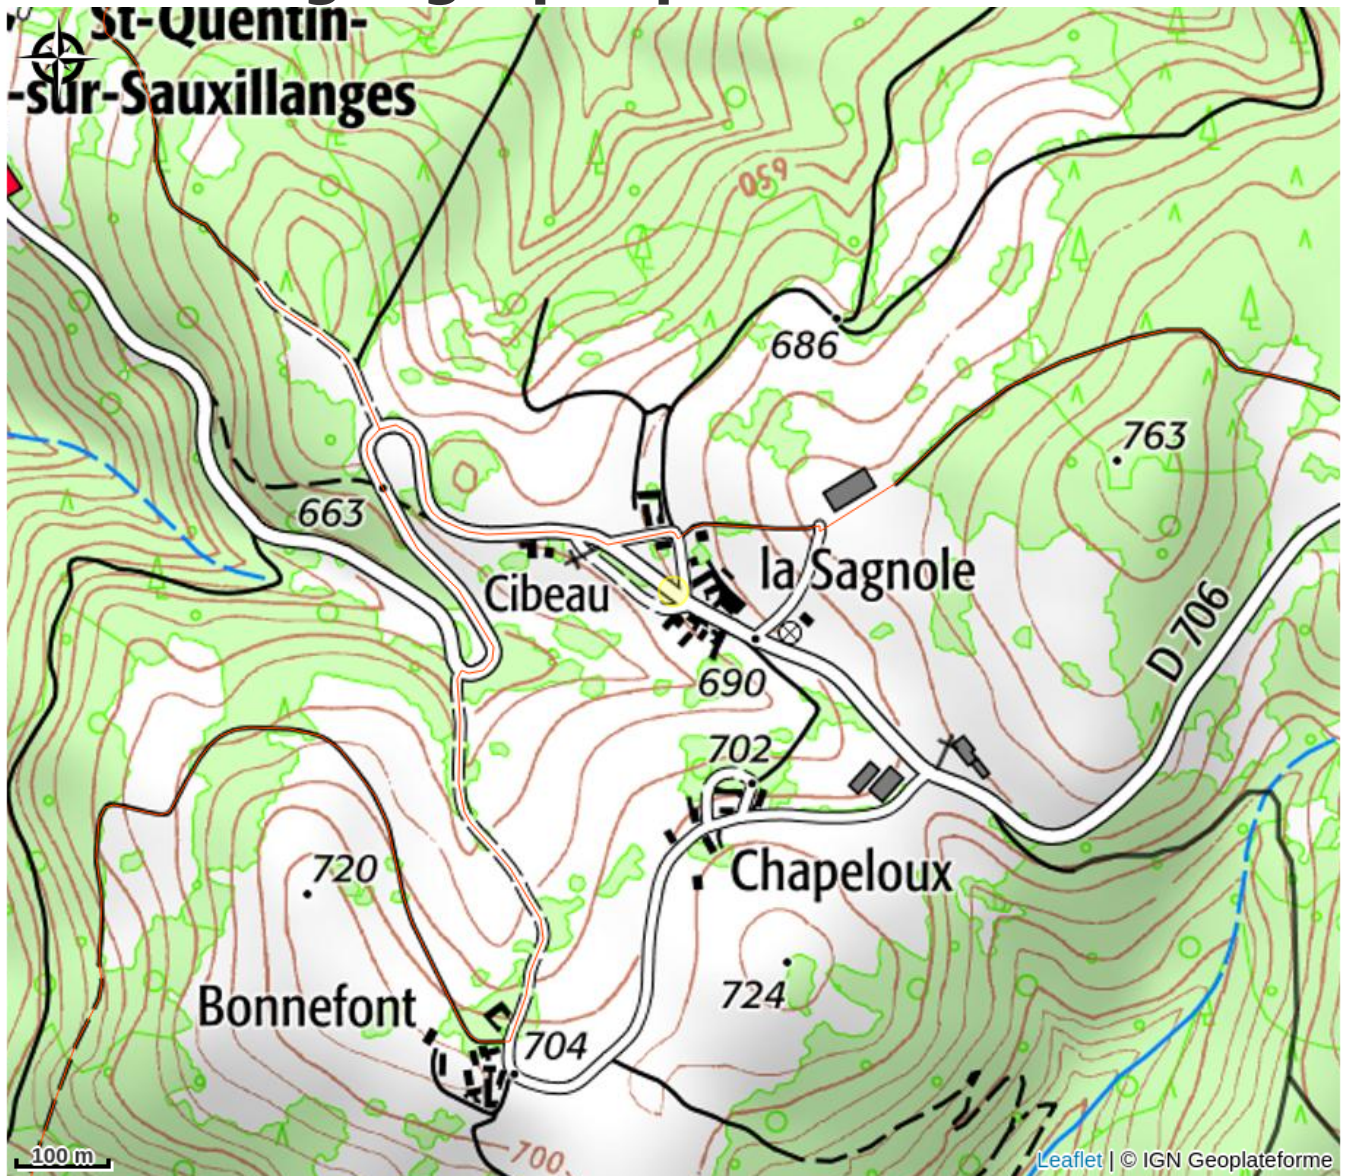 St-Quentin-
-sur-Sauxillanges
650
686
763
663
la Sagnole
Cibeau
D 706
690
702
720
Chapeloux
724
Bonnefont
704
700
100 m
Leaflet | © IGN Geoplateforme